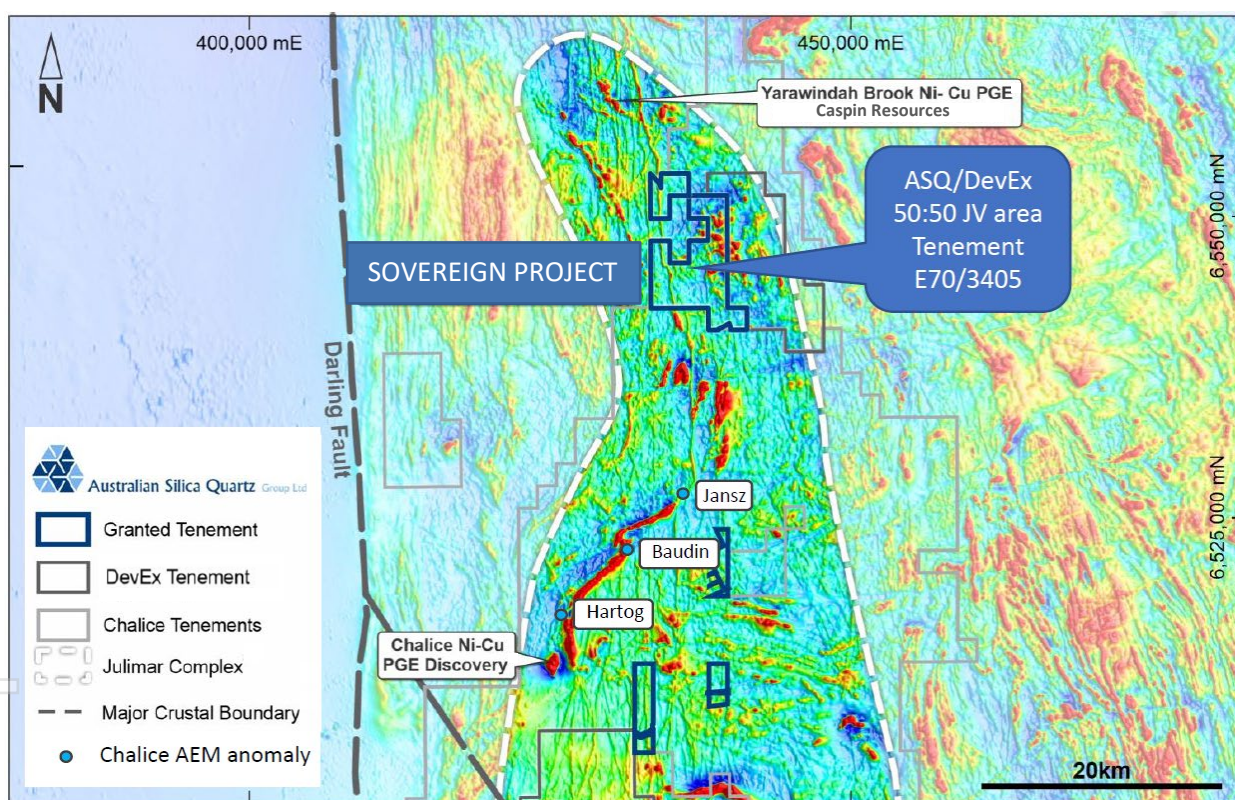 400,000 mE
450,000 mE
N
Yarawindah Brook Ni- Cu PGE
Caspin Resources
ASQ/DevEx
50:50 JV area
Tenement
E70/3405
6,550,000 mN
SOVEREIGN PROJECT
Darling Fault
Jansz
Baudin
Hartog
6,525,000 mN
Chalice Ni-Cu
PGE Discovery
Australian Silica Quartz Group Ltd
Granted Tenement
DevEx Tenement
Chalice Tenements
Julimar Complex
Major Crustal Boundary
Chalice AEM anomaly
20km